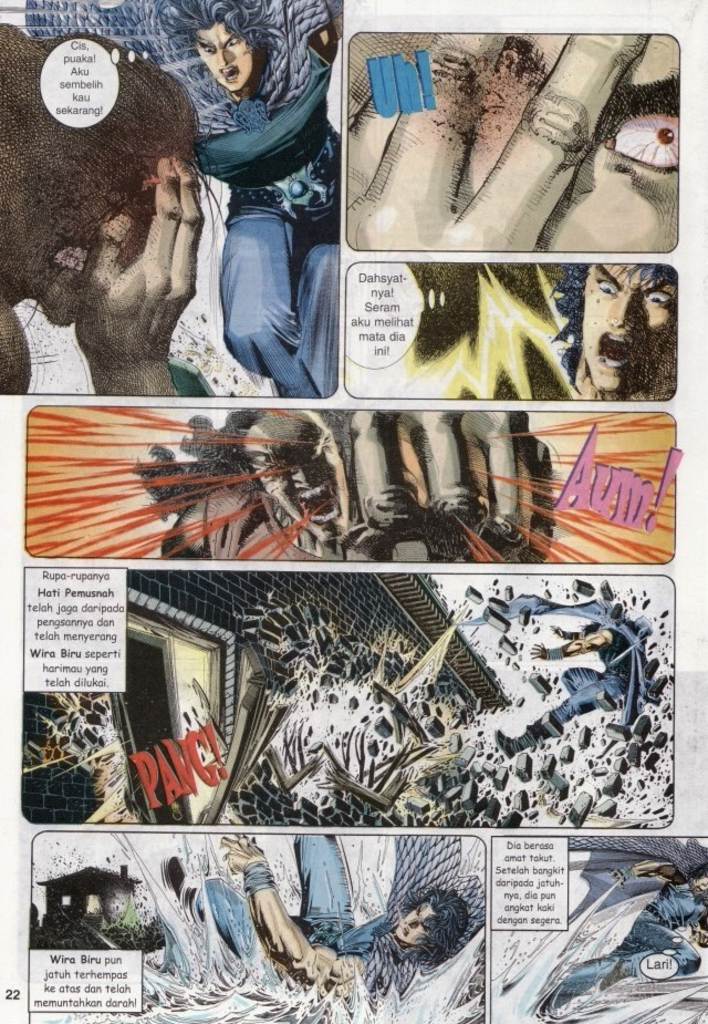 Cis,
puaka!
Aku
sembelih
kau
sekarang!
Uh!
Dahsyat-
nya!
Seram
aku melihat
mata dia
ini!
Aum!
Rupa-rupanya
Hati Pemusnah
telah jaga daripada
pengsannya dan
telah menyerang
Wira Biru seperti
harimau yang
telah dilukai.
PANG!
Wira Biru pun
jatuh terhempas
ke atas dan telah
memuntahkan darah!
Dia berasa
amat takut.
Setelah bangkit
daripada jatuh-
nya, dia pun
angkat kaki
dengan segera.
Lari!
22